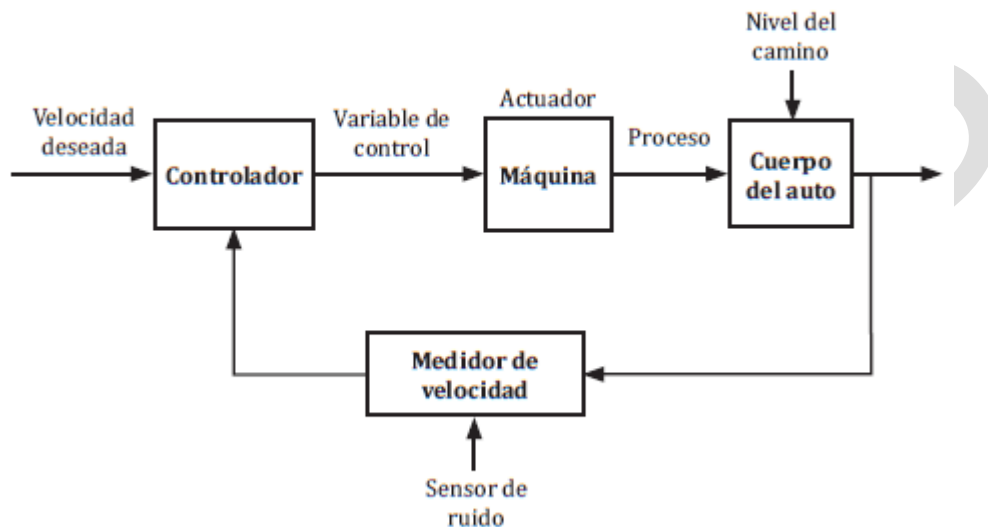 Nivel del
camino
Velocidad
deseada
Controlador
Variable de
control
Actuador
Máquina
Proceso
Cuerpo
del auto
Medidor de
velocidad
Sensor de
ruido